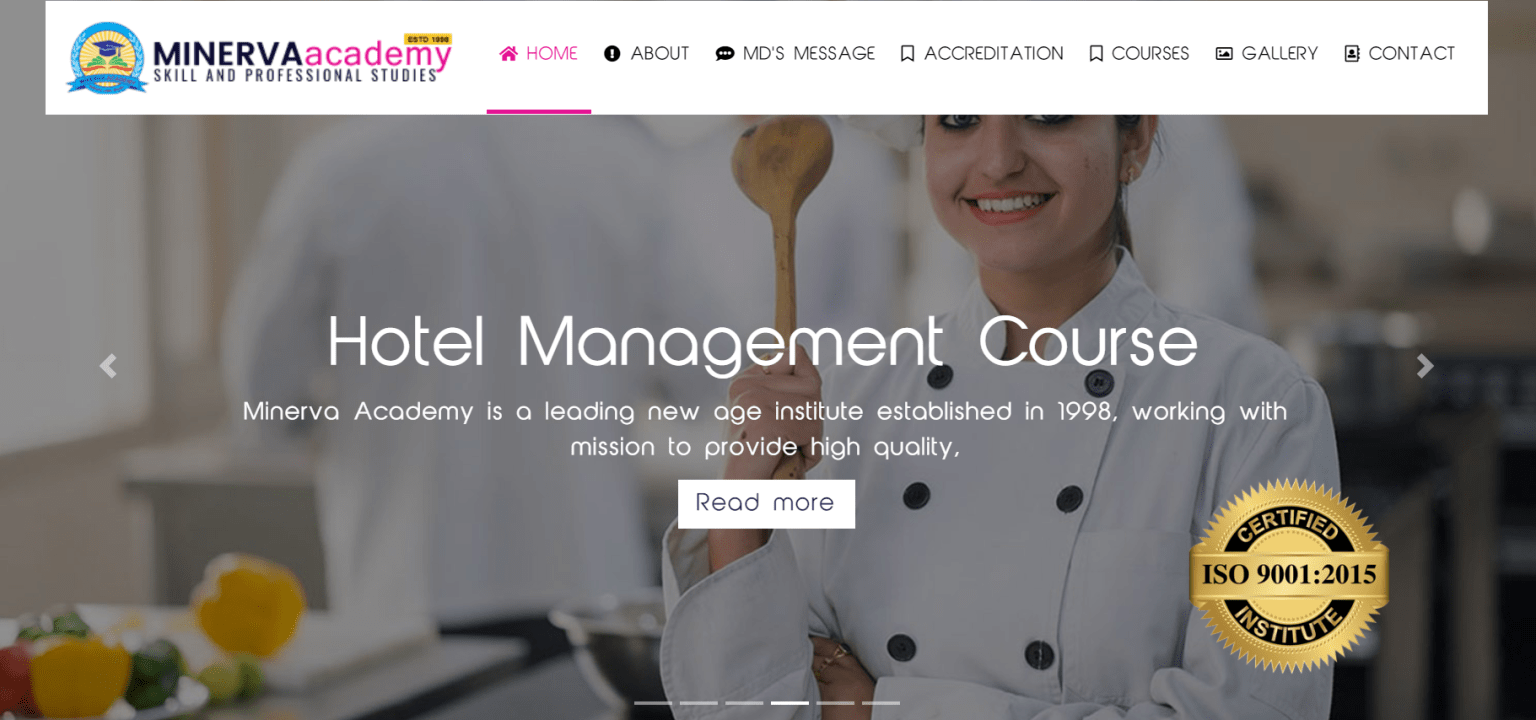 MINERVAacademy
ESTD 1998
SKILL AND PROFESSIONAL STUDIES
HOME
ABOUT
MD'S MESSAGE
ACCREDITATION
COURSES
GALLERY
CONTACT
Hotel Management Course
Minerva Academy is a leading new age institute established in 1998, working with
mission to provide high quality,
Read more
CERTIFIED
ISO 9001:2015
INSTITUTE